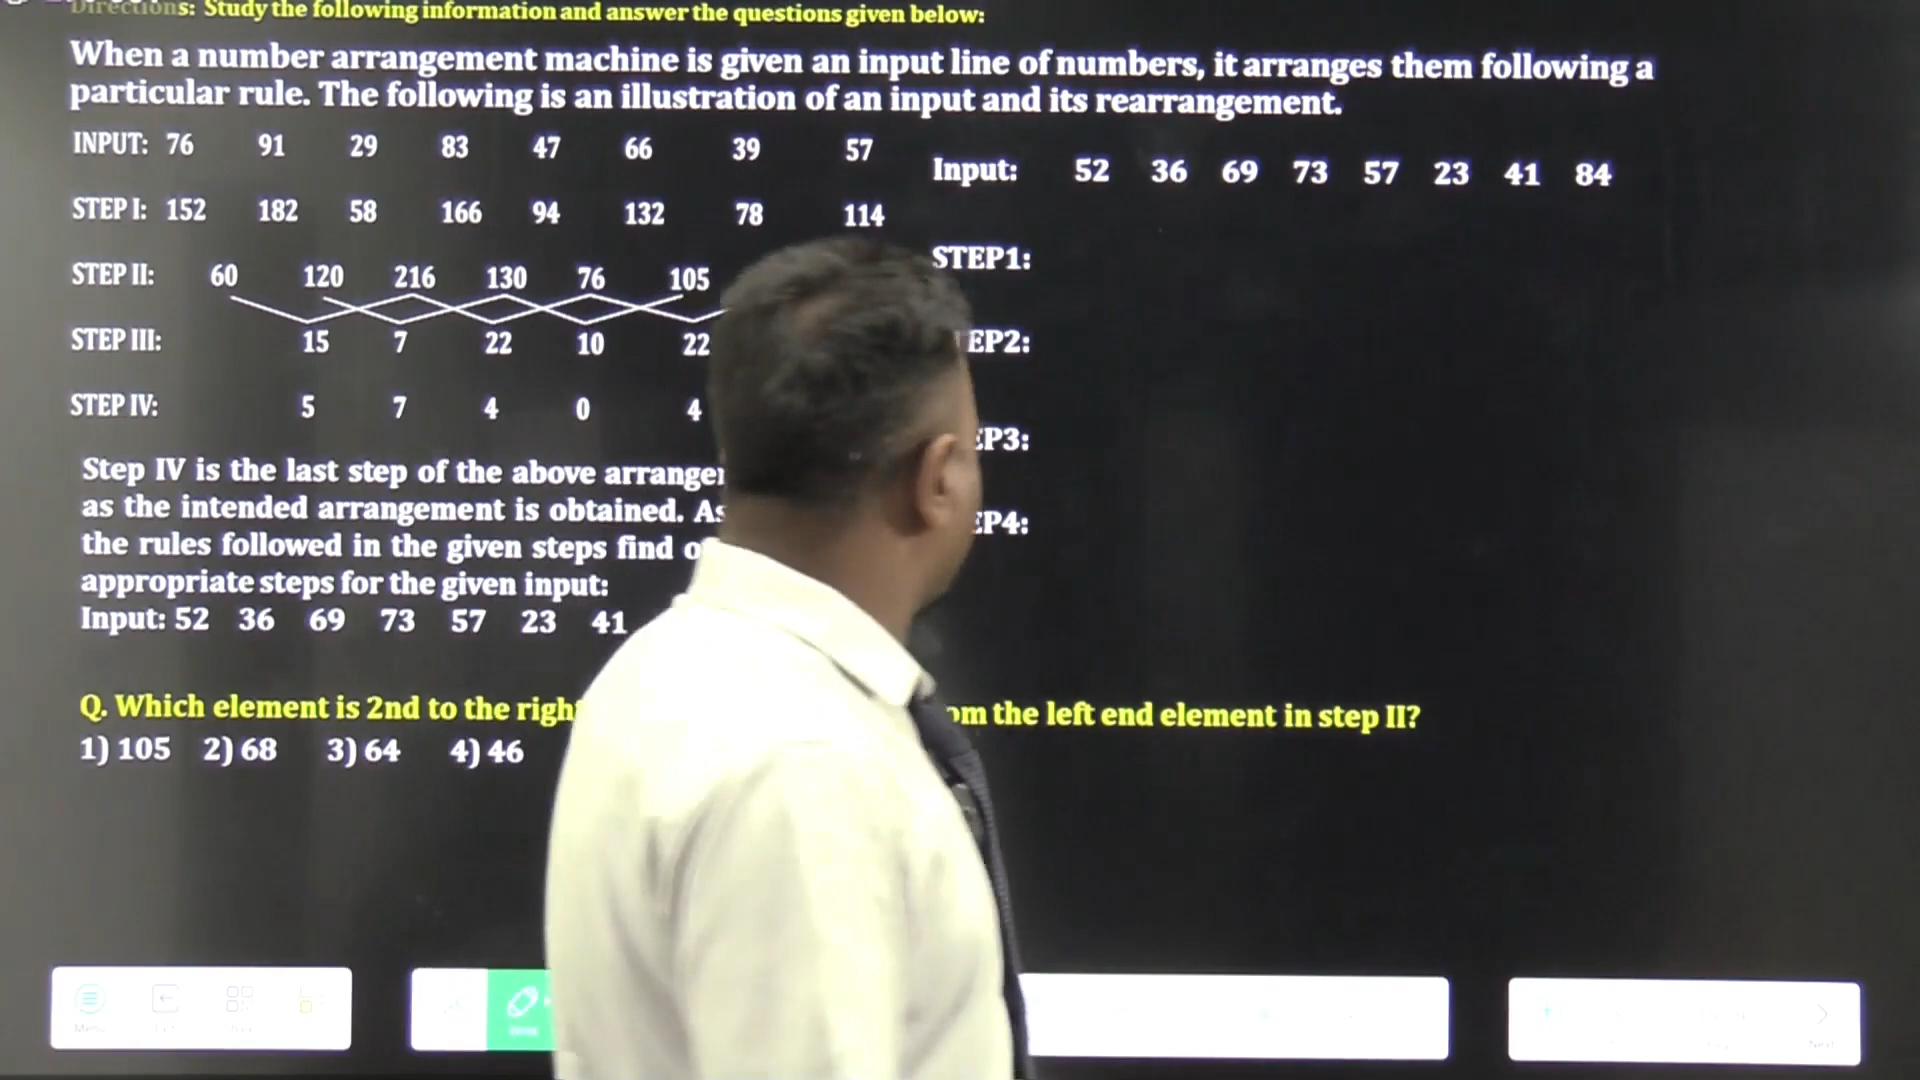 Directions: Study the following information and answer the questions given below:
When a number arrangement machine is given an input line of numbers, it arranges them following a
particular rule. The following is an illustration of an input and its rearrangement.
INPUT: 76 91 29 83 47 66 39 57
STEP I: 152 182 58 166 94 132 78 114
STEP II: 60 120 216 130 76 105
STEP III: 15 7 22 10 22
STEP IV: 5 7 4 0 4
Step IV is the last step of the above
as the intended arrangement is obtained.
the rules followed in the given steps find
appropriate steps for the given input:
Input: 52 36 69 73 57 23 41
Input: 52 36 69 73 57 23 41 84
STEP1:
EP2:
EP3:
EP4:
Q. Which element is 2nd to the the left end element in step II?
1) 105 2) 68 3) 64 4) 46
Menu
Next